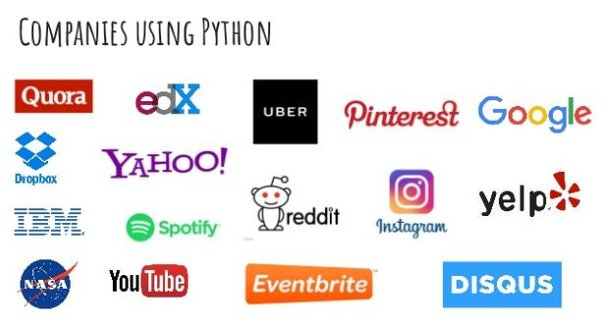 Companies using Python
Quora
edX
UBER
Pinterest
Google
Dropbox
YAHOO!
IBM
Spotify
reddit
Instagram
yelp
NASA
YouTube
Eventbrite
DISQUS